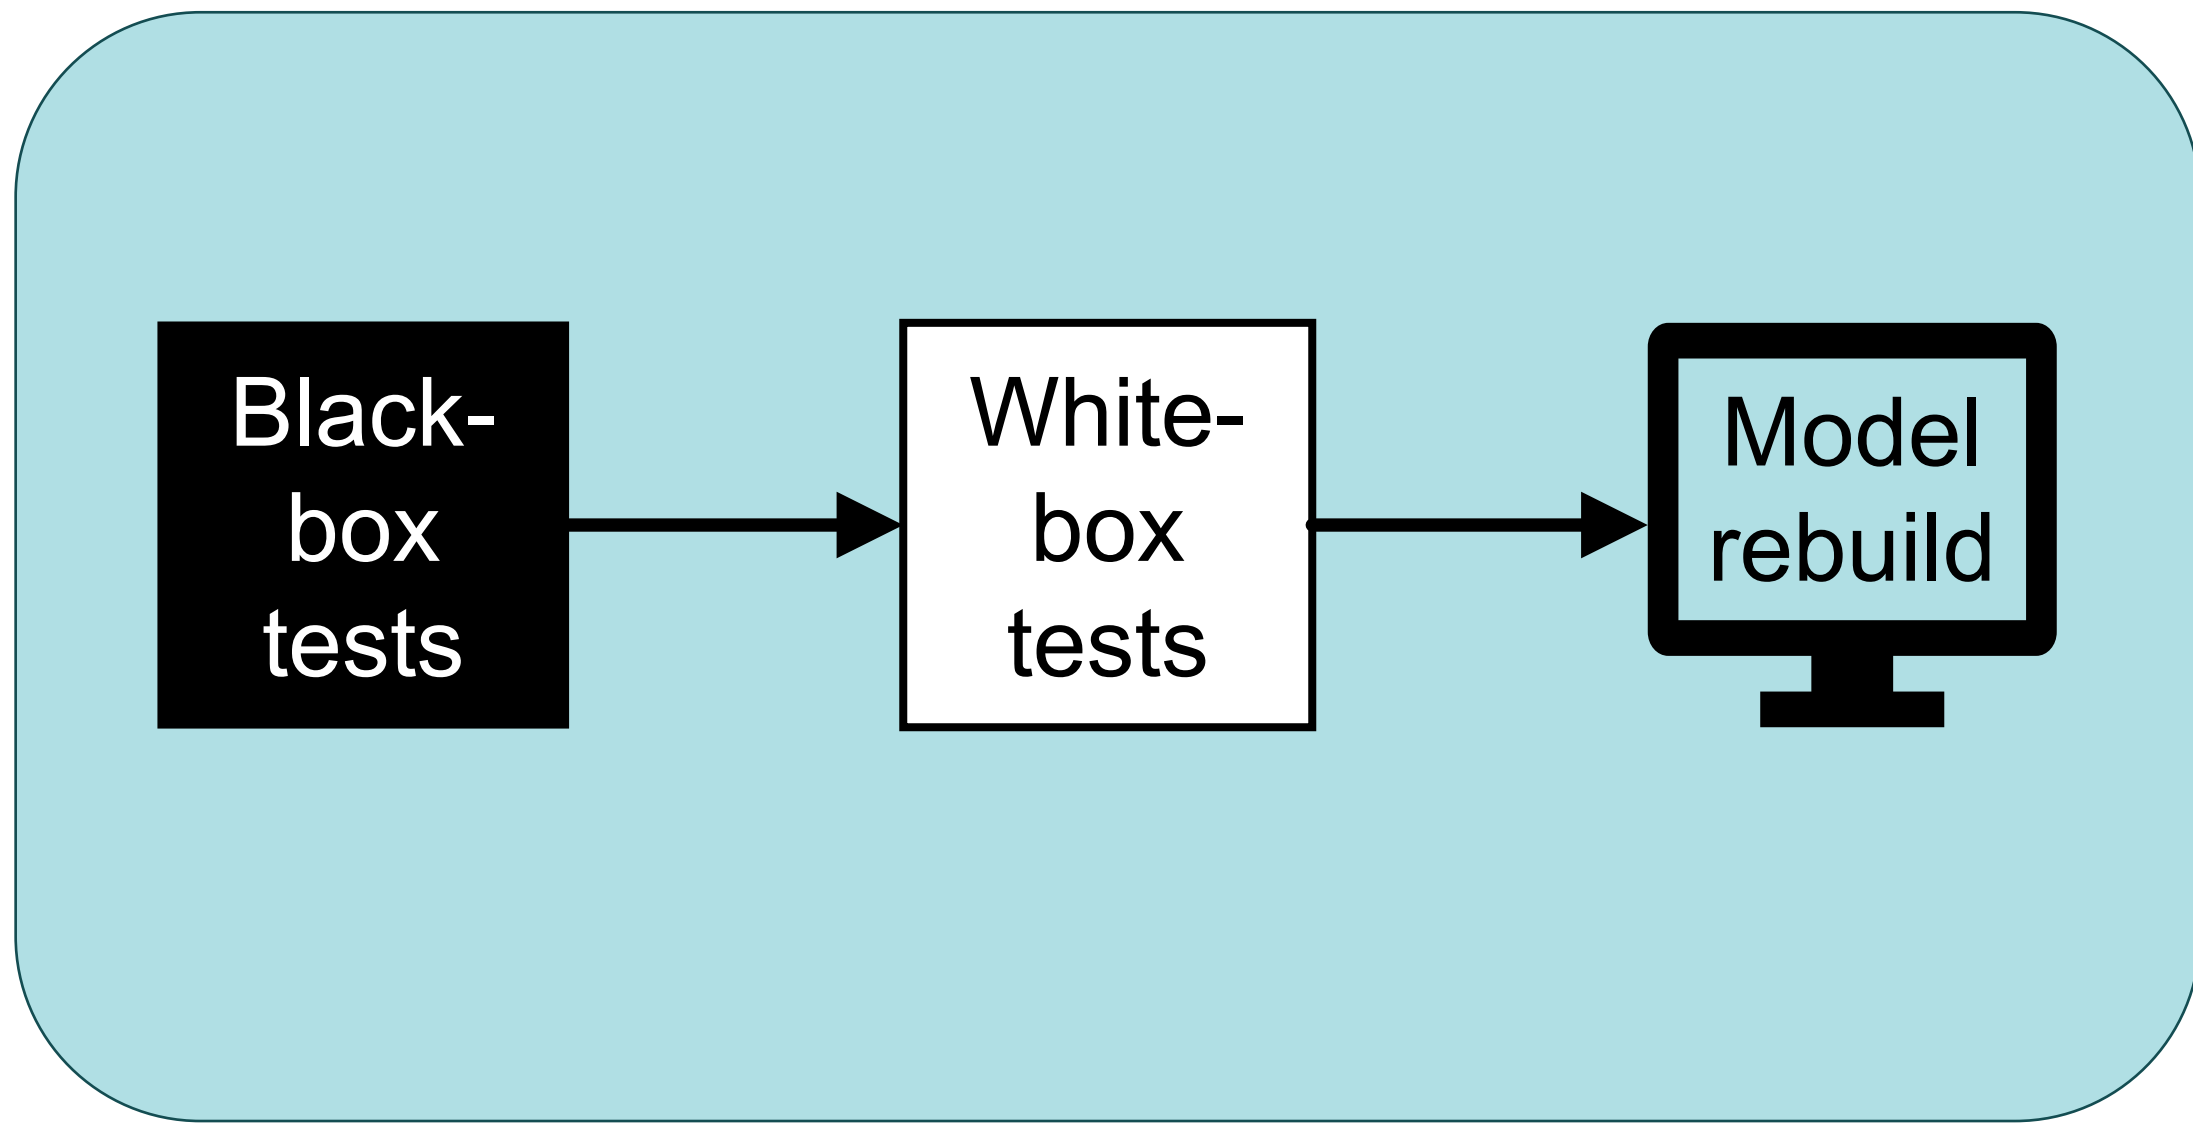 Black-
box
tests
White-
box
tests
Model
rebuild